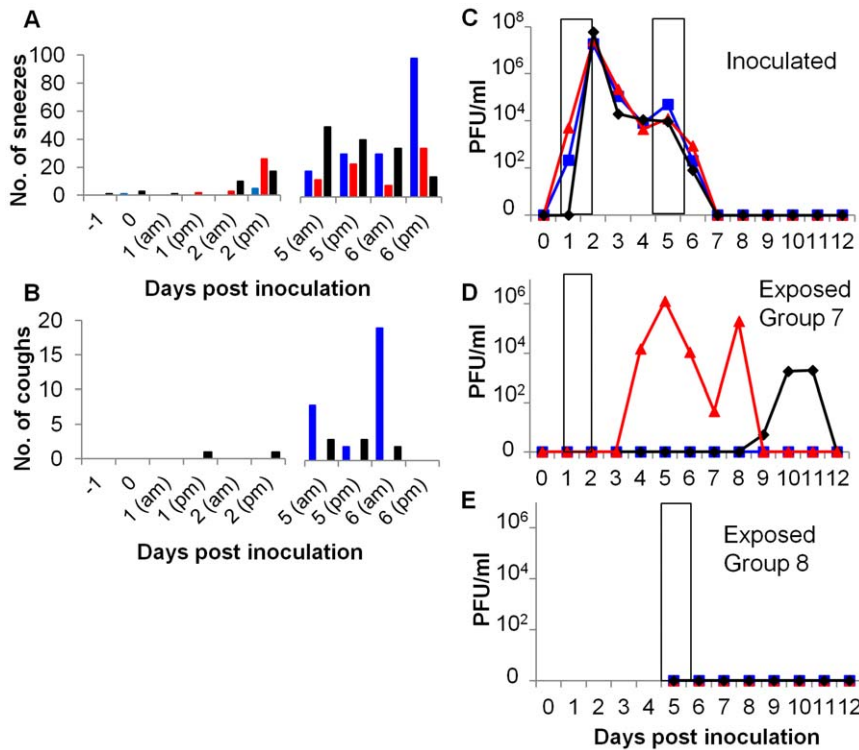 A
No. of sneezes
100
80
60
40
20
0
-1
0
1 (am)
1 (pm)
2 (am)
2 (pm)
5 (am)
5 (pm)
6 (am)
6 (pm)
Days post inoculation
B
No. of coughs
20
15
10
5
0
-1
0
1 (am)
1 (pm)
2 (am)
2 (pm)
5 (am)
5 (pm)
6 (am)
6 (pm)
Days post inoculation
C
Inoculated
PFU/ml
10⁸
10⁶
10⁴
10²
0
0 1 2 3 4 5 6 7 8 9 10 11 12
D
Exposed
Group 7
PFU/ml
10⁶
10⁴
10²
0
0 1 2 3 4 5 6 7 8 9 10 11 12
E
Exposed
Group 8
PFU/ml
10⁶
10⁴
10²
0
0 1 2 3 4 5 6 7 8 9 10 11 12
Days post inoculation